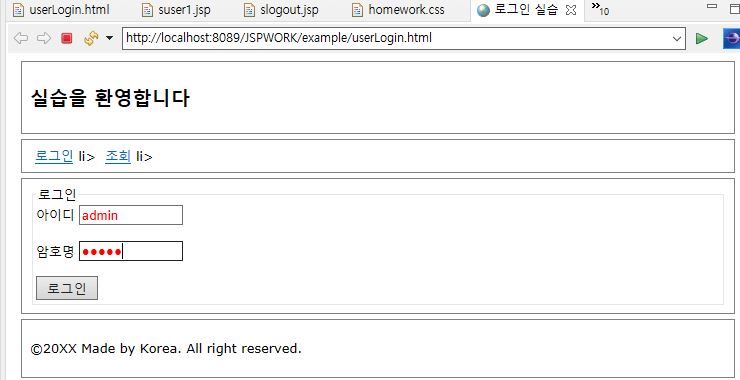 userLogin.html suser1.jsp slogout.jsp homework.css 로그인 실습 »10
http://localhost:8089/JSPWORK/example/userLogin.html
실습을 환영합니다
로그인 li> 조회 li>
로그인
아이디 admin
암호명 ●●●●●
로그인
©20XX Made by Korea. All right reserved.